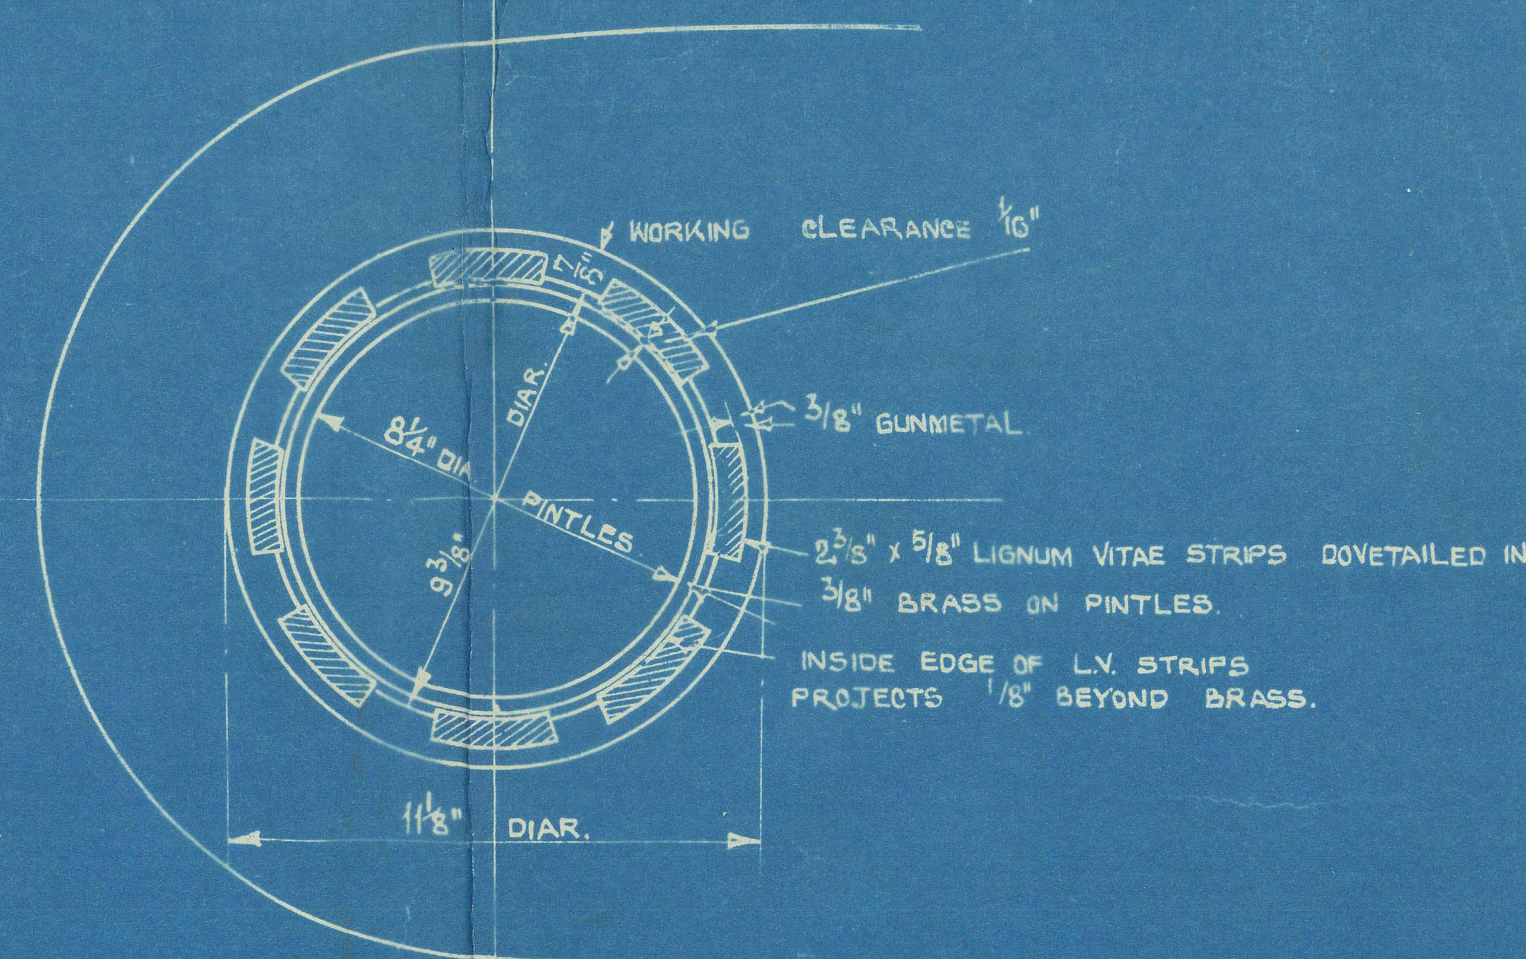 WORKING CLEARANCE 1/16"
7/8"
DIAR.
8 1/4" DIA
3/8" GUNMETAL.
PINTLES
9 3/8"
2 3/8" x 5/8" LIGNUM VITAE STRIPS DOVETAILED IN
3/8" BRASS ON PINTLES.
INSIDE EDGE OF L.V. STRIPS
PROJECTS 1/8" BEYOND BRASS.
11 1/8" DIAR.